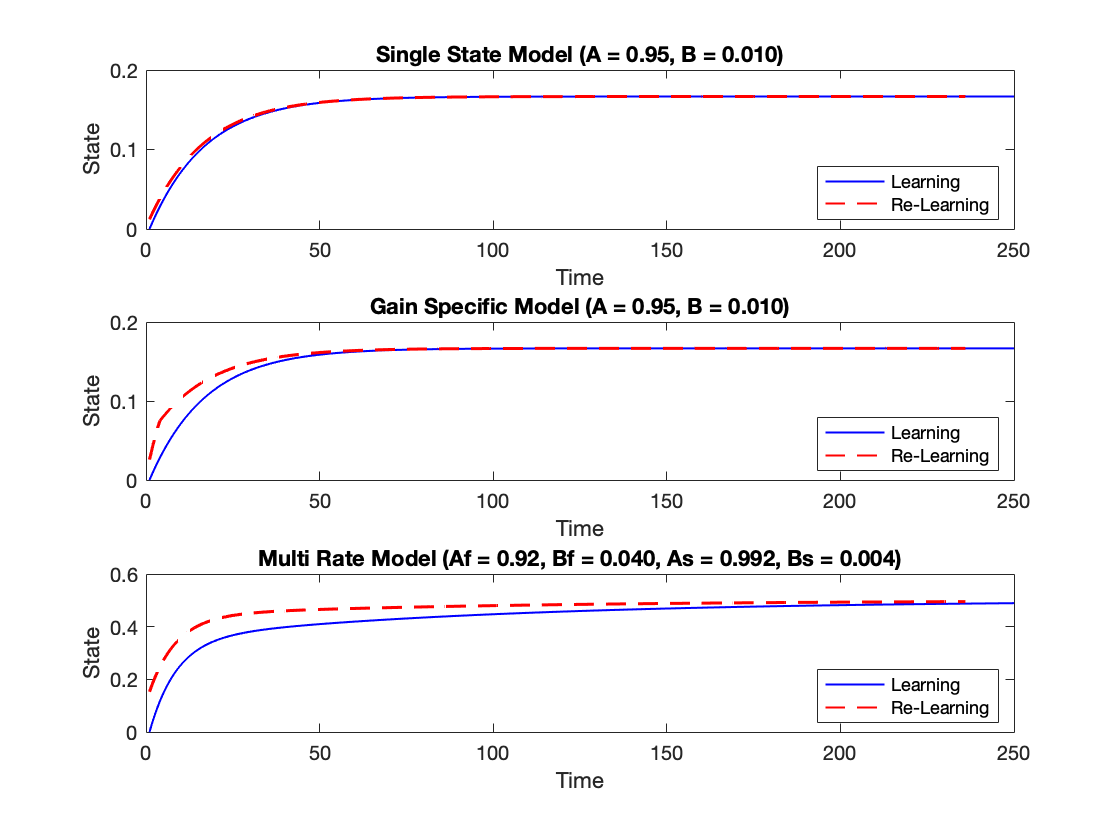 Single State Model (A = 0.95, B = 0.010)
0.2
0.1
0
State
0 50 100 150 200 250
Time
Learning
Re-Learning
Gain Specific Model (A = 0.95, B = 0.010)
0.2
0.1
0
State
0 50 100 150 200 250
Time
Learning
Re-Learning
Multi Rate Model (Af = 0.92, Bf = 0.040, As = 0.992, Bs = 0.004)
0.6
0.4
0.2
0
State
0 50 100 150 200 250
Time
Learning
Re-Learning